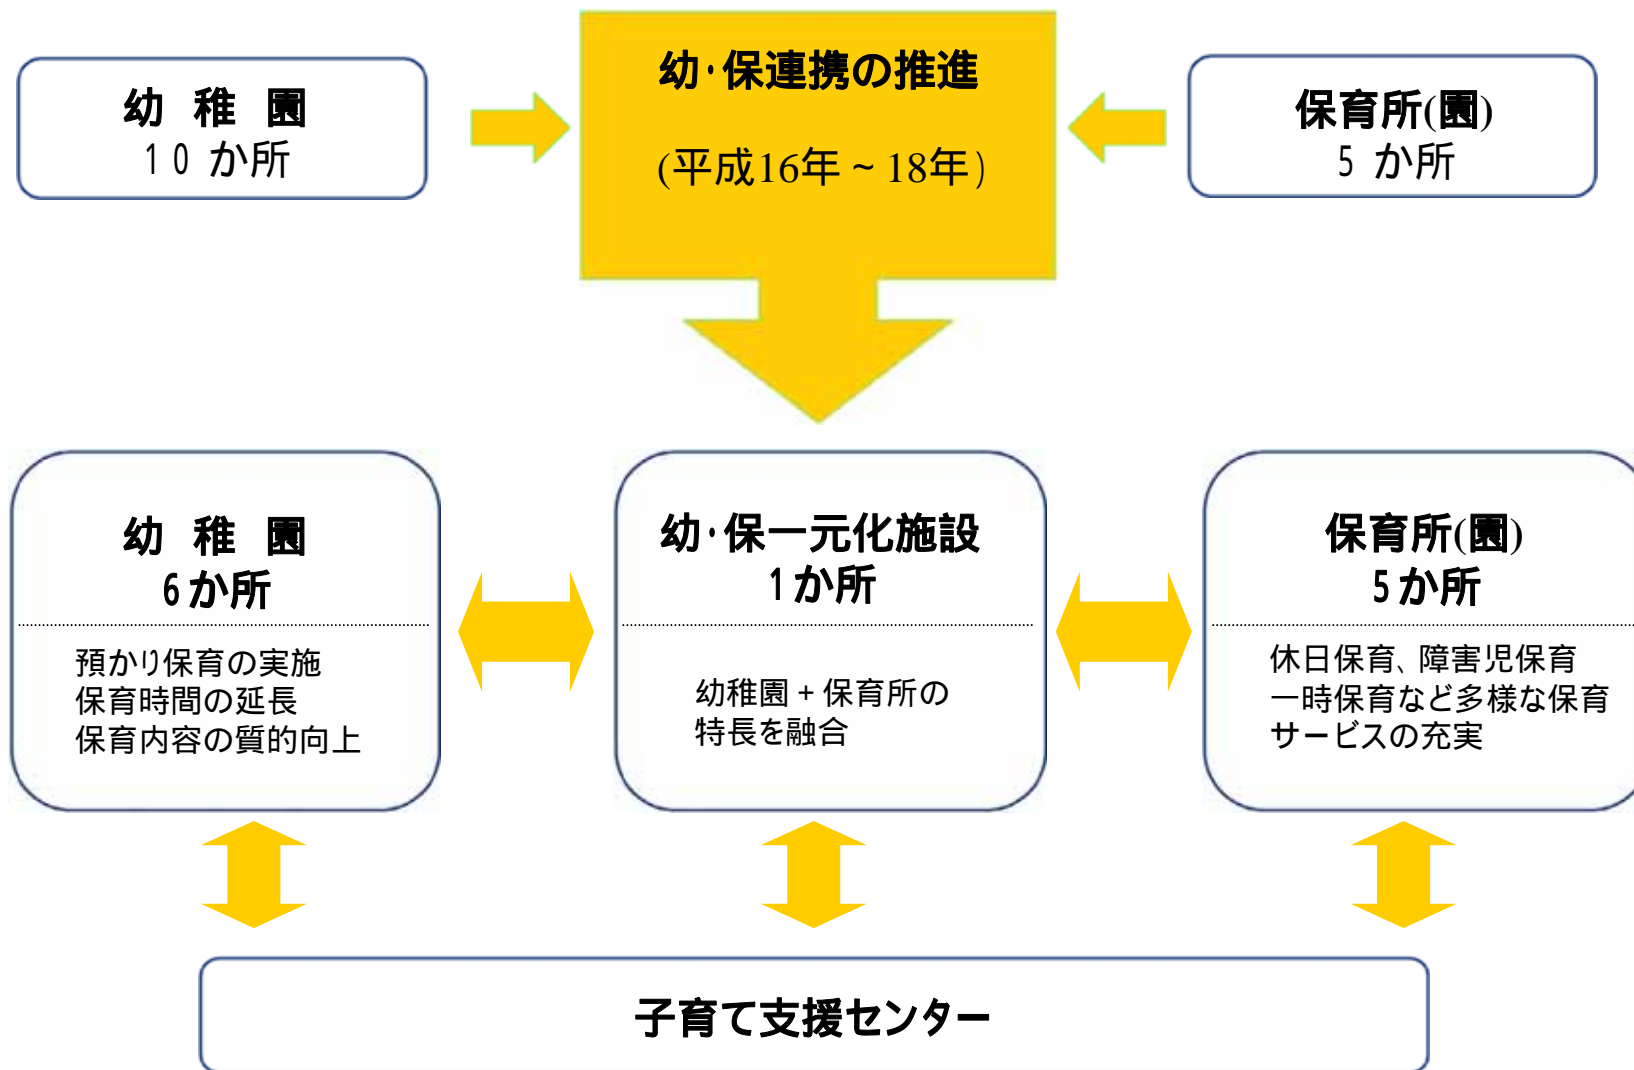 幼・保連携の推進
(平成16年~18年)
幼 稚 園
10 か所
保育所(園)
5 か所
幼 稚 園
6か所
預かり保育の実施
保育時間の延長
保育内容の質的向上
幼・保一元化施設
1か所
幼稚園+保育所の
特長を融合
保育所(園)
5か所
休日保育、障害児保育
一時保育など多様な保育
サービスの充実
子育て支援センター